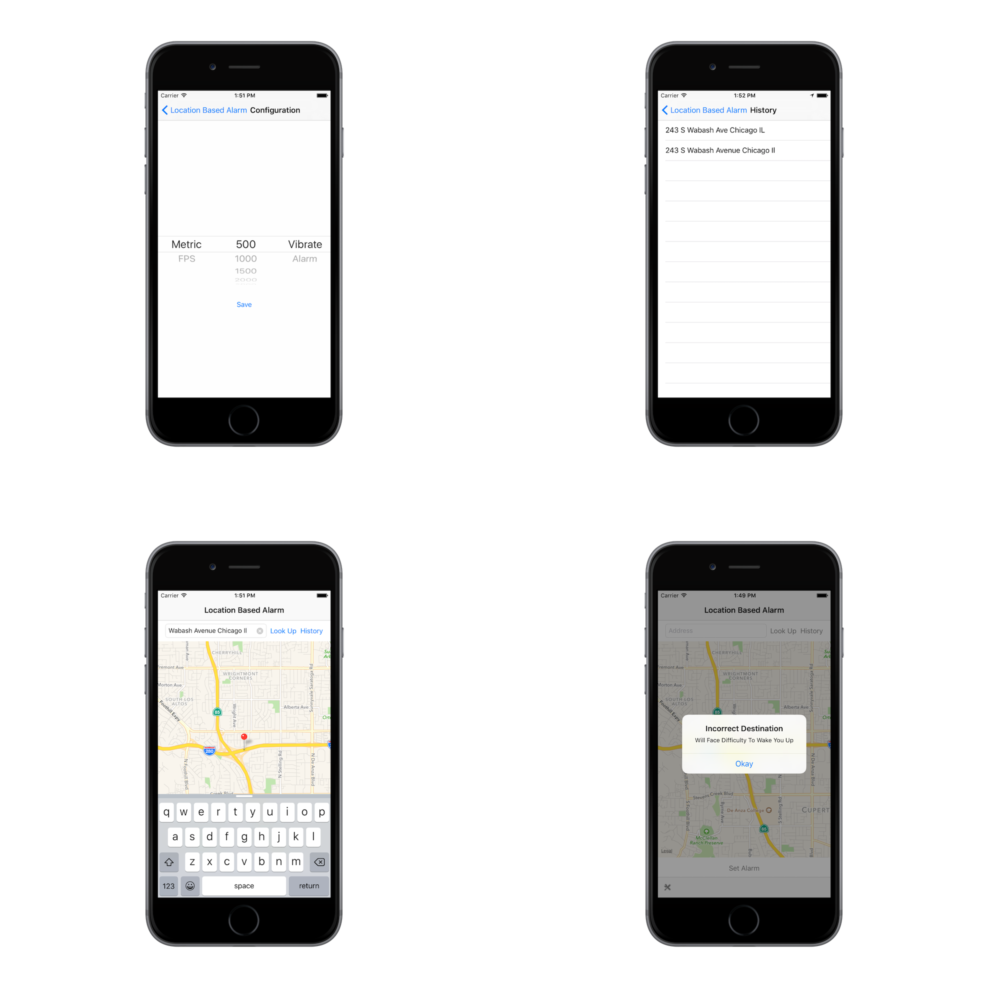 Carrier 1:51 PM
Location Based Alarm Configuration
Metric 500 Vibrate
FPS 1000 Alarm
1500
2000
Save
Carrier 1:52 PM
Location Based Alarm History
243 S Wabash Ave Chicago IL
243 S Wabash Avenue Chicago Il
Carrier 1:51 PM
Location Based Alarm
Wabash Avenue Chicago Il Look Up History
CHERRYHILL
Fremont Ave
WRIGHTMONT
CORNERS
Sunnyvale Saratoga Rd
Morton Ave
SOUTH LOS
ALTOS
Foothill Expy
Alberta Ave
85
Wright Ave
280
N Foothill Blvd
N Stelling Rd
N De Anza Blvd
Creek Blvd
q w e r t y u i o p
a s d f g h j k l
z x c v b n m
123 space return
Carrier 1:49 PM
Location Based Alarm
Address Look Up History
CHERRYHILL
Fremont Ave
WRIGHTMONT
CORNERS
Sunnyvale Saratoga Rd
Morton Ave
SOUTH LOS
ALTOS
Foothill Expy
Alberta Ave
85
Incorrect Destination
Will Face Difficulty To Wake You Up
Okay
N De Anza Blvd
Stevens Creek Blvd
S Foothill Blvd
Byrne Ave
De Anza College
S Stelling Rd
CUPERT
85
McClellan
Ranch Preserve
Bub
Blvd
Legal
Set Alarm